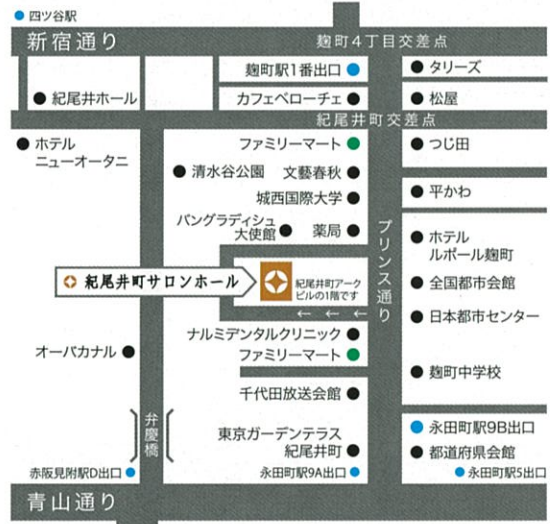 四ツ谷駅
新宿通り
麹町4丁目交差点
麹町駅1番出口
タリーズ
紀尾井ホール
カフェベローチェ
松屋
紀尾井町交差点
ホテル
ニューオータニ
ファミリーマート
つじ田
清水谷公園
文藝春秋
城西国際大学
平かわ
バングラディシュ
大使館
薬局
プリンス通り
ホテル
ルポール麹町
紀尾井町サロンホール
紀尾井町アーク
ビルの1階です
全国都市会館
← ← ←
日本都市センター
ナルミデンタルクリニック
オーバカナル
ファミリーマート
麹町中学校
千代田放送会館
弁慶橋
東京ガーデンテラス
紀尾井町
永田町駅9B出口
都道府県会館
赤阪見附駅D出口
永田町駅9A出口
永田町駅5出口
青山通り